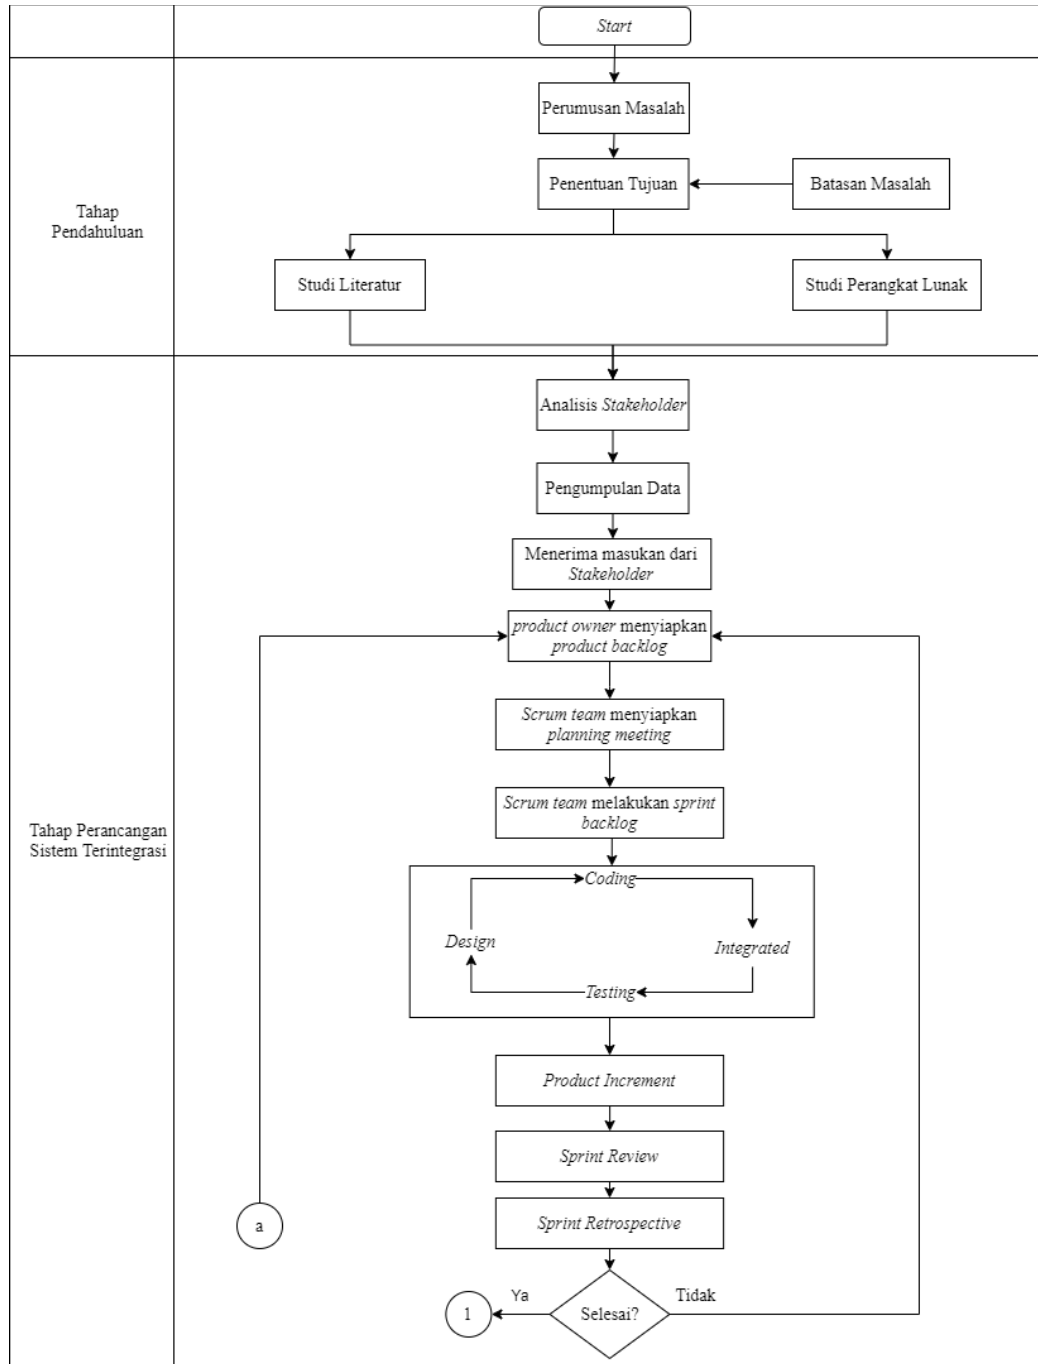 Start
Perumusan Masalah
Penentuan Tujuan
Batasan Masalah
Tahap
Pendahuluan
Studi Literatur
Studi Perangkat Lunak
Analisis Stakeholder
Pengumpulan Data
Menerima masukan dari
Stakeholder
product owner menyiapkan
product backlog
Scrum team menyiapkan
planning meeting
Scrum team melakukan sprint
backlog
Tahap Perancangan
Sistem Terintegrasi
Coding
Design
Integrated
Testing
Product Increment
Sprint Review
a
Sprint Retrospective
1
Ya
Selesai?
Tidak